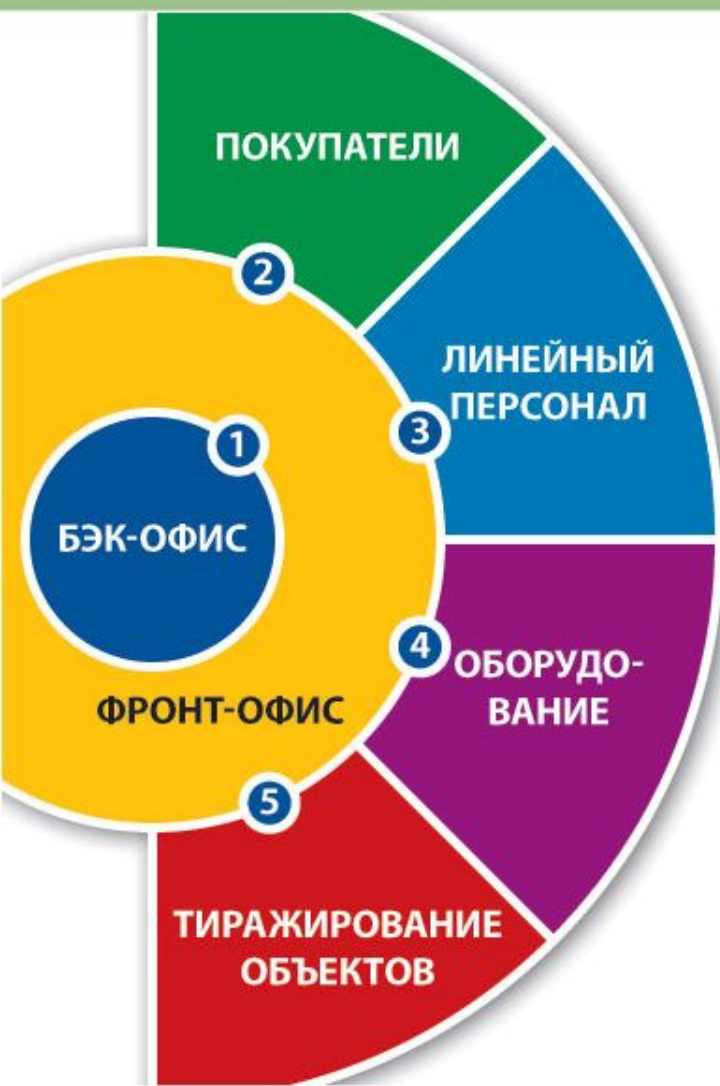 ПОКУПАТЕЛИ
2
ЛИНЕЙНЫЙ
ПЕРСОНАЛ
3
1
БЭК-ОФИС
4
ОБОРУДО-
ВАНИЕ
ФРОНТ-ОФИС
5
ТИРАЖИРОВАНИЕ
ОБЪЕКТОВ